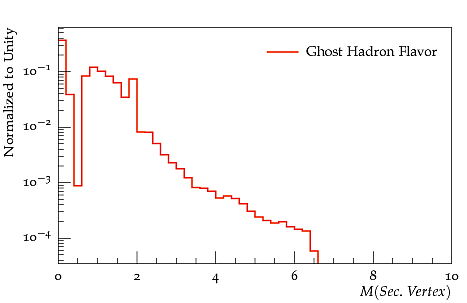 Normalized to Unity
Ghost Hadron Flavor
10⁻¹
10⁻²
10⁻³
10⁻⁴
0 2 4 6 8 10
M(Sec. Vertex)